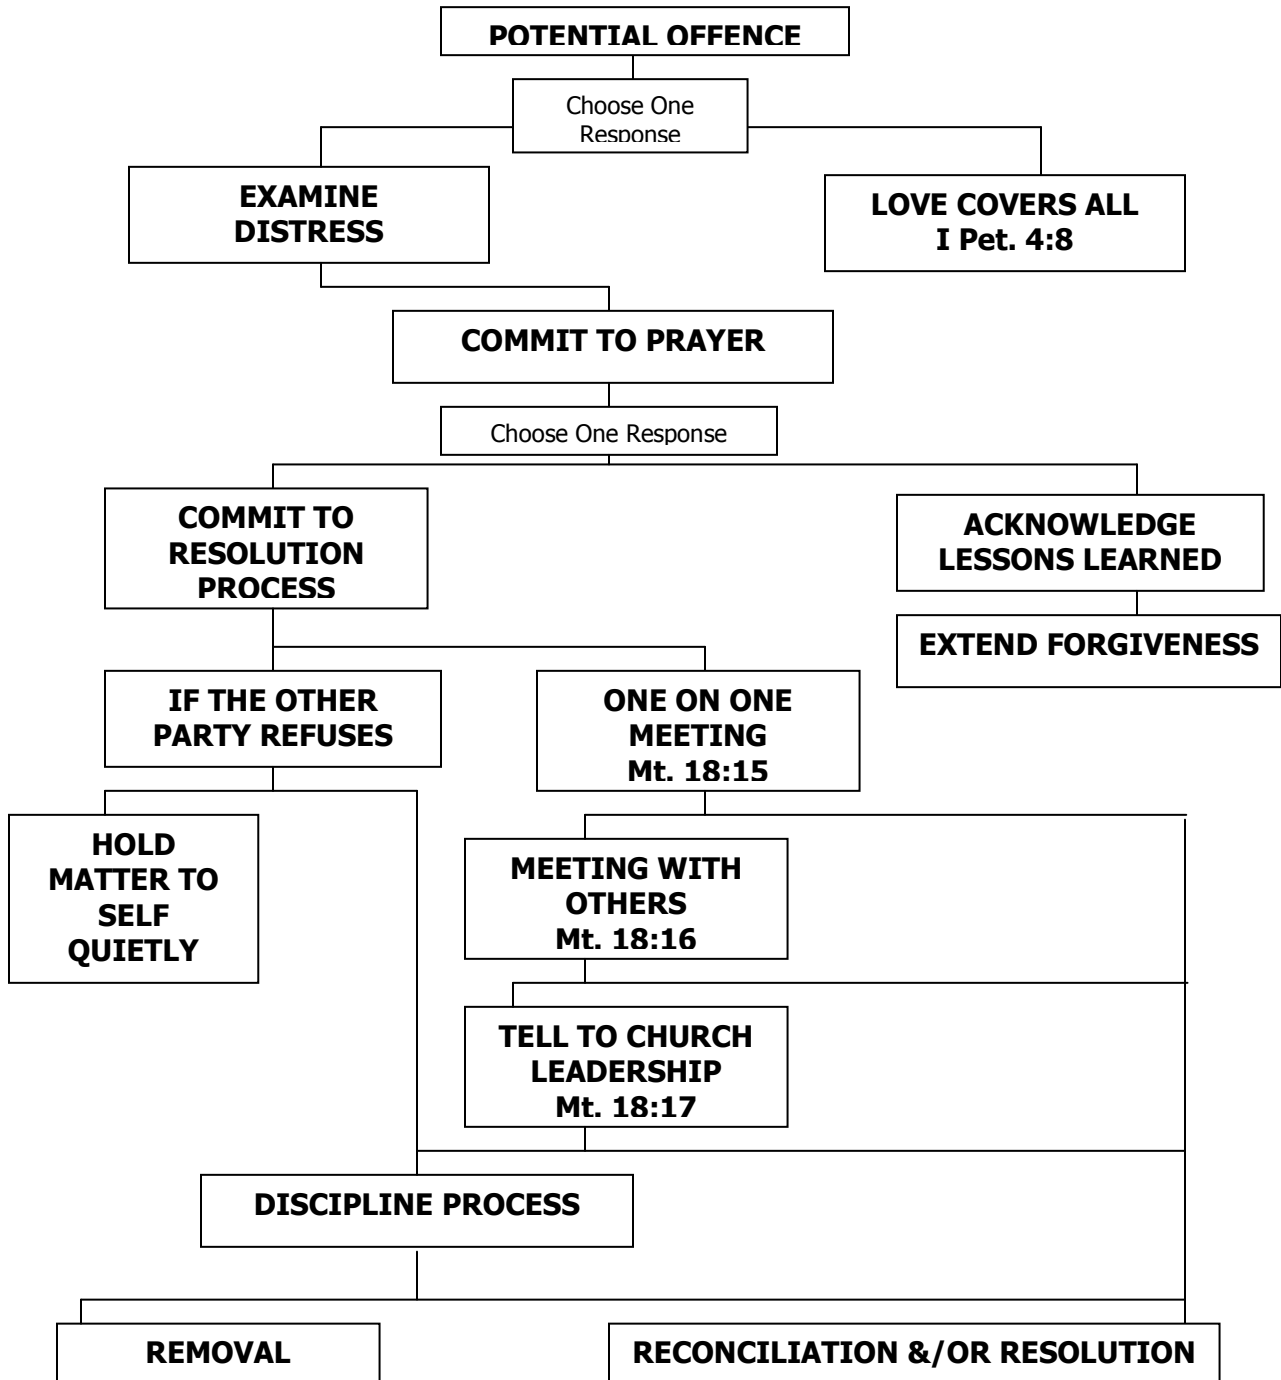 POTENTIAL OFFENCE
Choose One
Response
EXAMINE
DISTRESS
LOVE COVERS ALL
I Pet. 4:8
COMMIT TO PRAYER
Choose One Response
COMMIT TO
RESOLUTION
PROCESS
ACKNOWLEDGE
LESSONS LEARNED
EXTEND FORGIVENESS
IF THE OTHER
PARTY REFUSES
ONE ON ONE
MEETING
Mt. 18:15
HOLD
MATTER TO
SELF
QUIETLY
MEETING WITH
OTHERS
Mt. 18:16
TELL TO CHURCH
LEADERSHIP
Mt. 18:17
DISCIPLINE PROCESS
REMOVAL
RECONCILIATION &/OR RESOLUTION